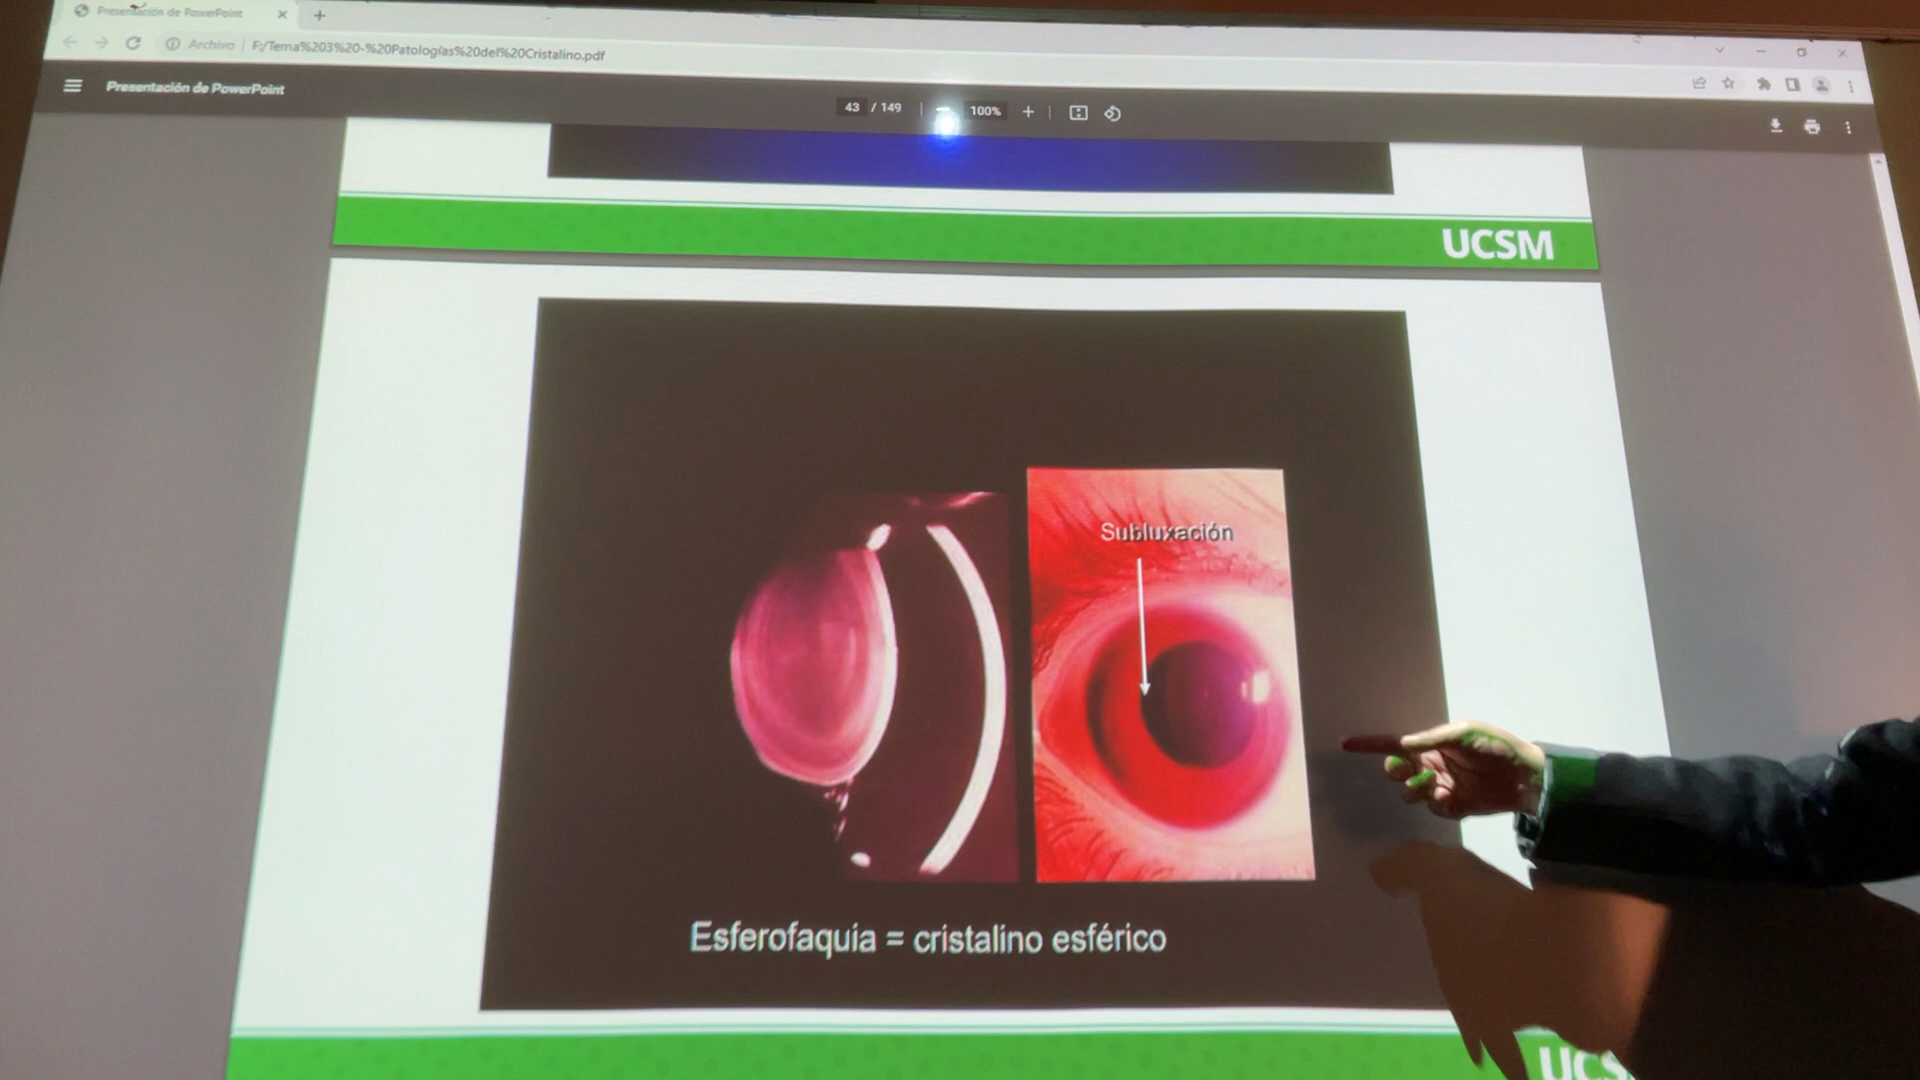 Presentación de PowerPoint
Archivo | F:/Tema%203%20-%20Patologías%20del%20Cristalino.pdf
Presentación de PowerPoint
43 / 149
100%
UCSM
Subluxación
Esferofaquia = cristalino esférico
UCS